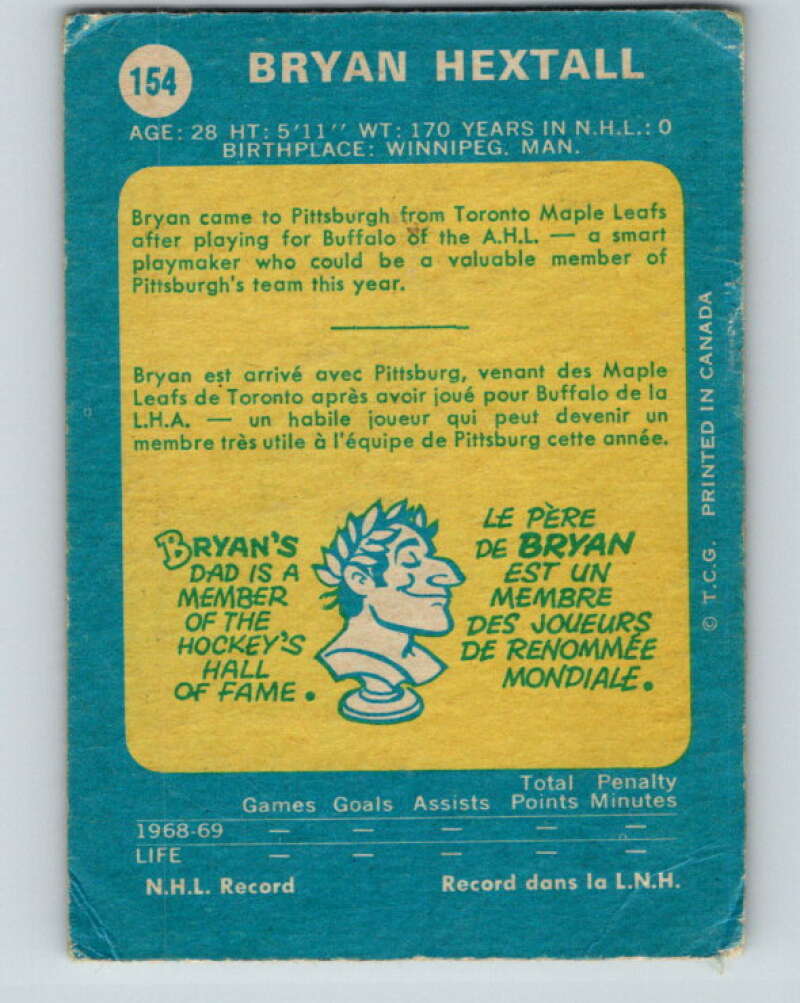 154
BRYAN HEXTALL
AGE: 28 HT: 5'11'' WT: 170 YEARS IN N.H.L.: 0
BIRTHPLACE: WINNIPEG, MAN.
Bryan came to Pittsburgh from Toronto Maple Leafs
after playing for Buffalo of the A.H.L. — a smart
playmaker who could be a valuable member of
Pittsburgh's team this year.
Bryan est arrivé avec Pittsburg, venant des Maple
Leafs de Toronto après avoir joué pour Buffalo de la
L.H.A. — un habile joueur qui peut devenir un
membre très utile à l'équipe de Pittsburg cette année.
BRYAN'S
DAD IS A
MEMBER
OF THE
HOCKEY'S
HALL
OF FAME.
LE PÈRE
DE BRYAN
EST UN
MEMBRE
DES JOUEURS
DE RENOMMÉE
MONDIALE.
© T.C.G. PRINTED IN CANADA
Total Penalty
Games Goals Assists Points Minutes
1968-69 — — — — —
LIFE — — — — —
N.H.L. Record Record dans la L.N.H.